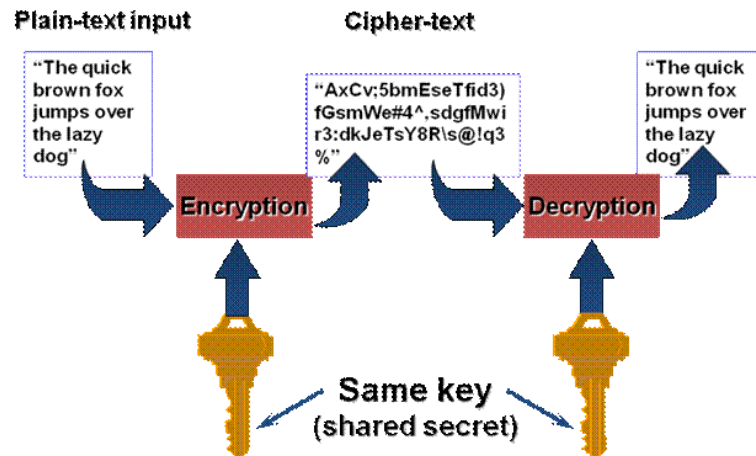 Plain-text input
Cipher-text
“The quick
brown fox
jumps over
the lazy
dog”
“AxCv;5bmEseTfid3)
fGsmWe#4^,sdgfMwi
r3:dkJeTsY8R\s@!q3
%”
“The quick
brown fox
jumps over
the lazy
dog”
Encryption
Decryption
Same key
(shared secret)